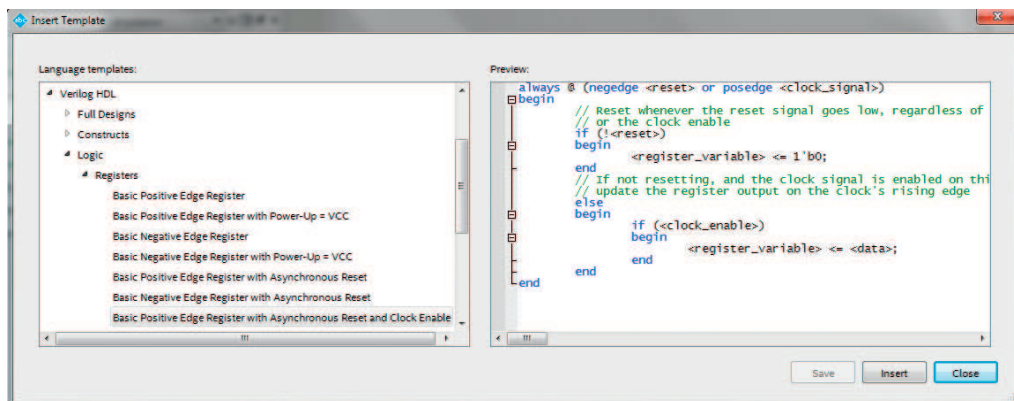 Insert Template
Language templates:
Verilog HDL
Full Designs
Constructs
Logic
Registers
Basic Positive Edge Register
Basic Positive Edge Register with Power-Up = VCC
Basic Negative Edge Register
Basic Negative Edge Register with Power-Up = VCC
Basic Positive Edge Register with Asynchronous Reset
Basic Negative Edge Register with Asynchronous Reset
Basic Positive Edge Register with Asynchronous Reset and Clock Enable
Preview:
always @ (negedge <reset> or posedge <clock_signal>)
begin
// Reset whenever the reset signal goes low, regardless of
// or the clock enable
if (!<reset>)
begin
<register_variable> <= 1'b0;
end
// If not resetting, and the clock signal is enabled on thi
// update the register output on the clock's rising edge
else
begin
if (<clock_enable>)
begin
<register_variable> <= <data>;
end
end
end
Save
Insert
Close